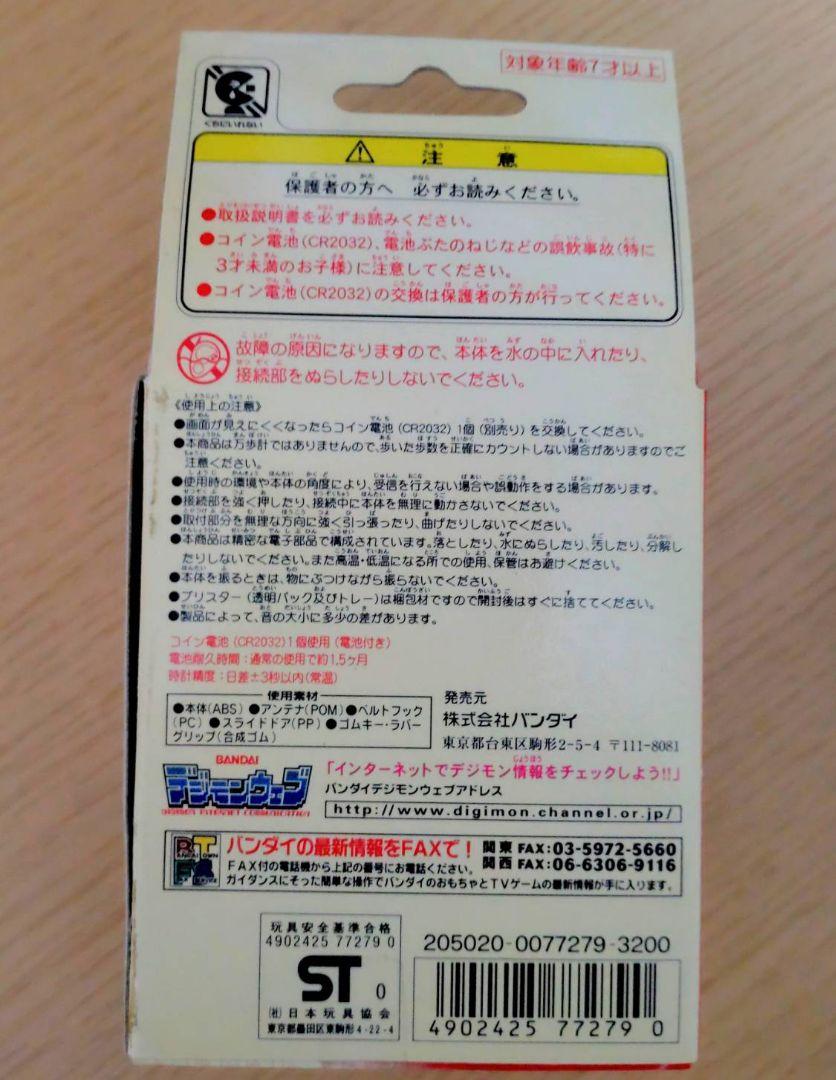 対象年齢7才以上
くちにいれない
注意
保護者の方へ 必ずお読みください。
●取扱説明書を必ずお読みください。
●コイン電池(CR2032)、電池ぶたのねじなどの誤飲事故(特に
3才未満のお子様)に注意してください。
●コイン電池(CR2032)の交換は保護者の方が行ってください。
故障の原因になりますので、本体を水の中に入れたり、
接続部をぬらしたりしないでください。
《使用上の注意》
●画面が見えにくくなったらコイン電池(CR2032)1個(別売り)を交換してください。
●本商品は万歩計ではありませんので、歩いた歩数を正確にカウントしない場合がありますのでご
注意ください。
●使用時の環境や本体の角度により、受信を行えない場合や誤動作をする場合があります。
●接続部を強く押したり、接続中に本体を無理に動かさないでください。
●取付部分を無理な方向に強く引っ張ったり、曲げたりしないでください。
●本商品は精密な電子部品で構成されています。落としたり、水にぬらしたり、汚したり、分解し
たりしないでください。また高温・低温になる所での使用、保管はお避けください。
●本体を振るときは、物にぶつけながら振らないでください。
●ブリスター(透明パック及びトレー)は梱包材ですので開封後はすぐに捨ててください。
●製品によって、音の大小に多少の差があります。
コイン電池(CR2032)1個使用(電池付き)
電池耐久時間:通常の使用で約1.5ヶ月
時計精度:日差±3秒以内(常温)
使用素材
●本体(ABS)●アンテナ(POM)●ベルトフック
(PC)●スライドドア(PP)●ゴムキー・ラバー
グリップ(合成ゴム)
発売元
株式会社バンダイ
東京都台東区駒形2-5-4 〒111-8081
BANDAI
デジモンウェブ
DIGIMON INTERNET COMMUNICATION
「インターネットでデジモン情報をチェックしよう!!」
バンダイデジモンウェブアドレス
http://www.digimon.channel.or.jp/
バンダイの最新情報をFAXで!
関東 FAX:03-5972-5660
FAX付の電話機から上記の番号にお電話ください。
関西 FAX:06-6306-9116
ガイダンスにそった簡単な操作でバンダイのおもちゃとTVゲームの最新情報が手に入ります。
玩具安全基準合格
4902425 77279 0
ST 0
(社)日本玩具協会
東京都墨田区東駒形4-22-4
205020-0077279-3200
4902425 772790